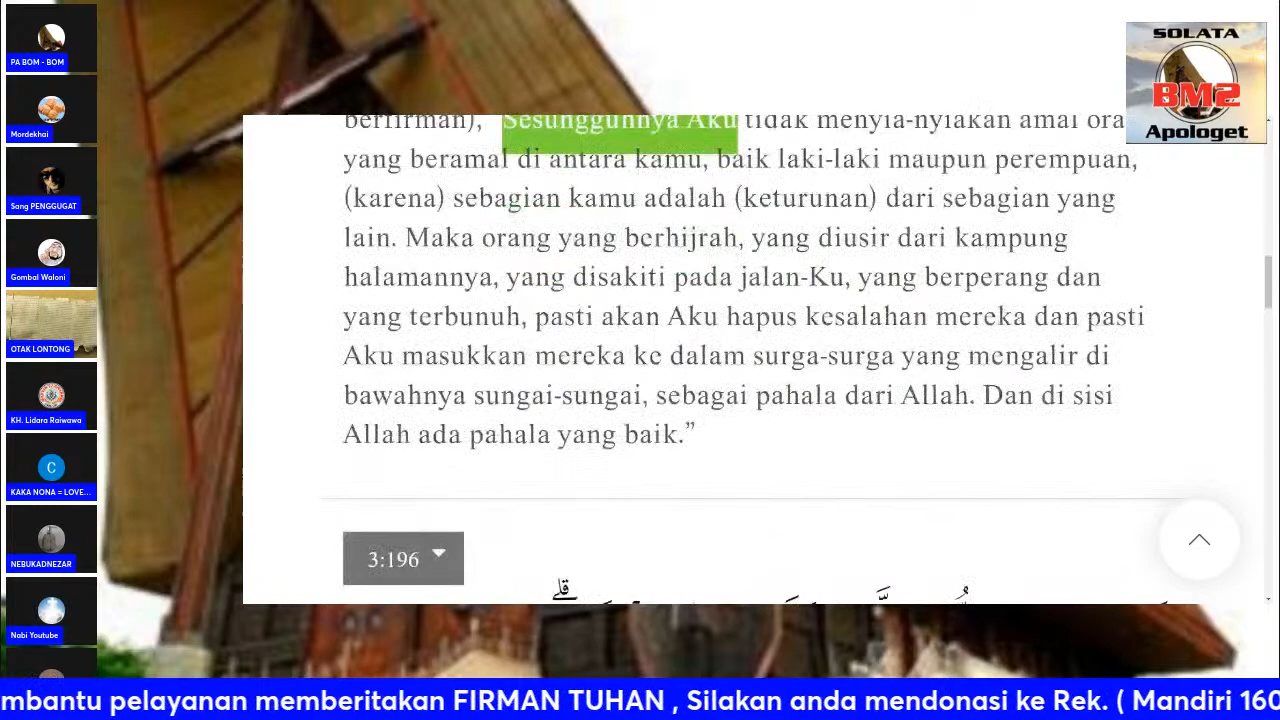 PA BOM - BOM
Mordekhai
Sang PENGGUGAT
Gombal Waloni
OTAK LONTONG
KH. Lidara Raiwawa
C
KAKA NONA = LOVE...
NEBUKADNEZAR
Nabi Youtube
SOLATA
BM2
Apologet
berfirman), "Sesungguhnya Aku tidak menyia-nyiakan amal ora
yang beramal di antara kamu, baik laki-laki maupun perempuan,
(karena) sebagian kamu adalah (keturunan) dari sebagian yang
lain. Maka orang yang berhijrah, yang diusir dari kampung
halamannya, yang disakiti pada jalan-Ku, yang berperang dan
yang terbunuh, pasti akan Aku hapus kesalahan mereka dan pasti
Aku masukkan mereka ke dalam surga-surga yang mengalir di
bawahnya sungai-sungai, sebagai pahala dari Allah. Dan di sisi
Allah ada pahala yang baik.”
3:196
mbantu pelayanan memberitakan FIRMAN TUHAN , Silakan anda mendonasi ke Rek. ( Mandiri 160